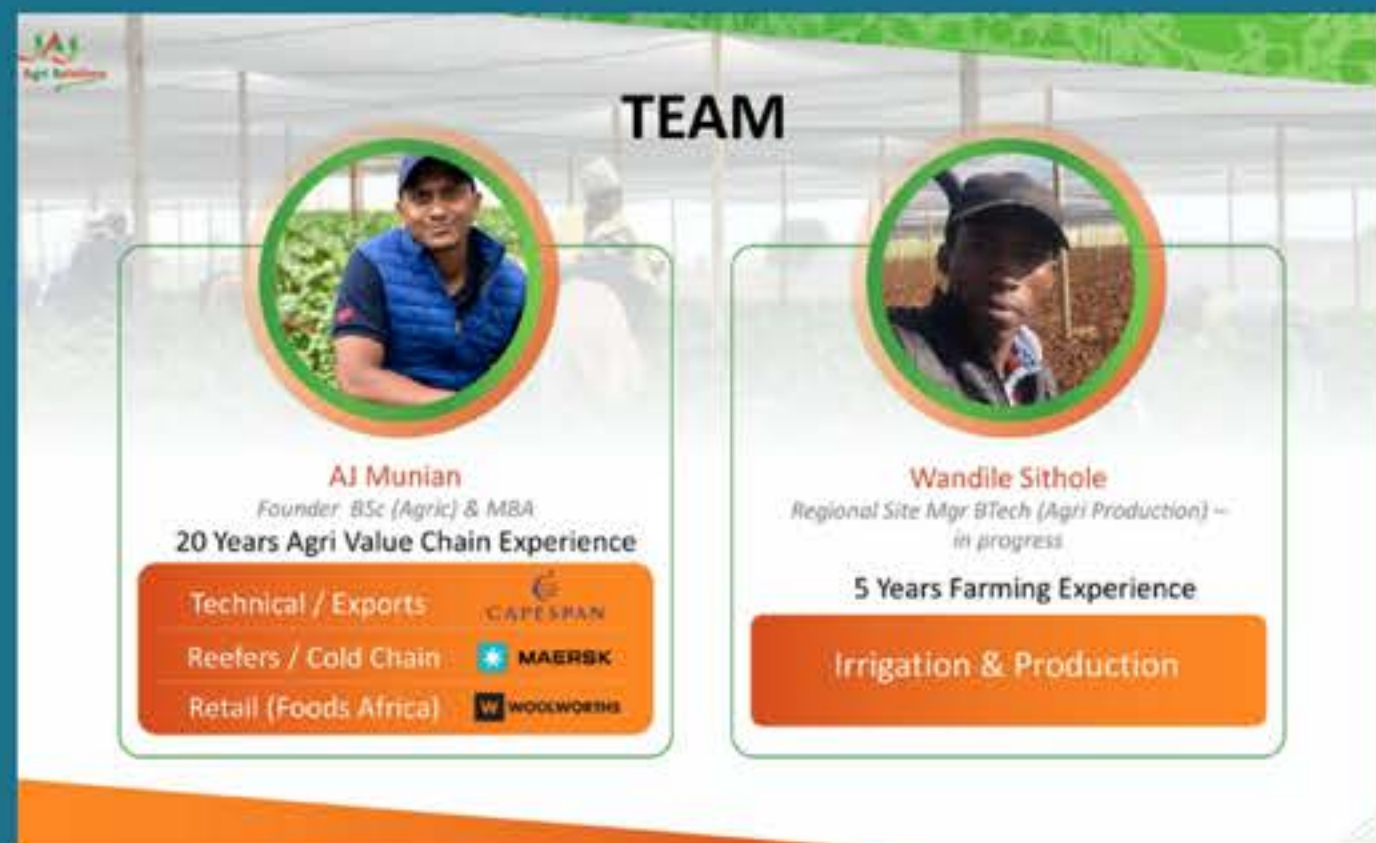 Agri Solutions
TEAM
AJ Munian
Founder BSc (Agric) & MBA
20 Years Agri Value Chain Experience
Technical / Exports
CAPESPAN
Reefers / Cold Chain
MAERSK
Retail (Foods Africa)
W WOOLWORTHS
Wandile Sithole
Regional Site Mgr BTech (Agri Production) –
in progress
5 Years Farming Experience
Irrigation & Production